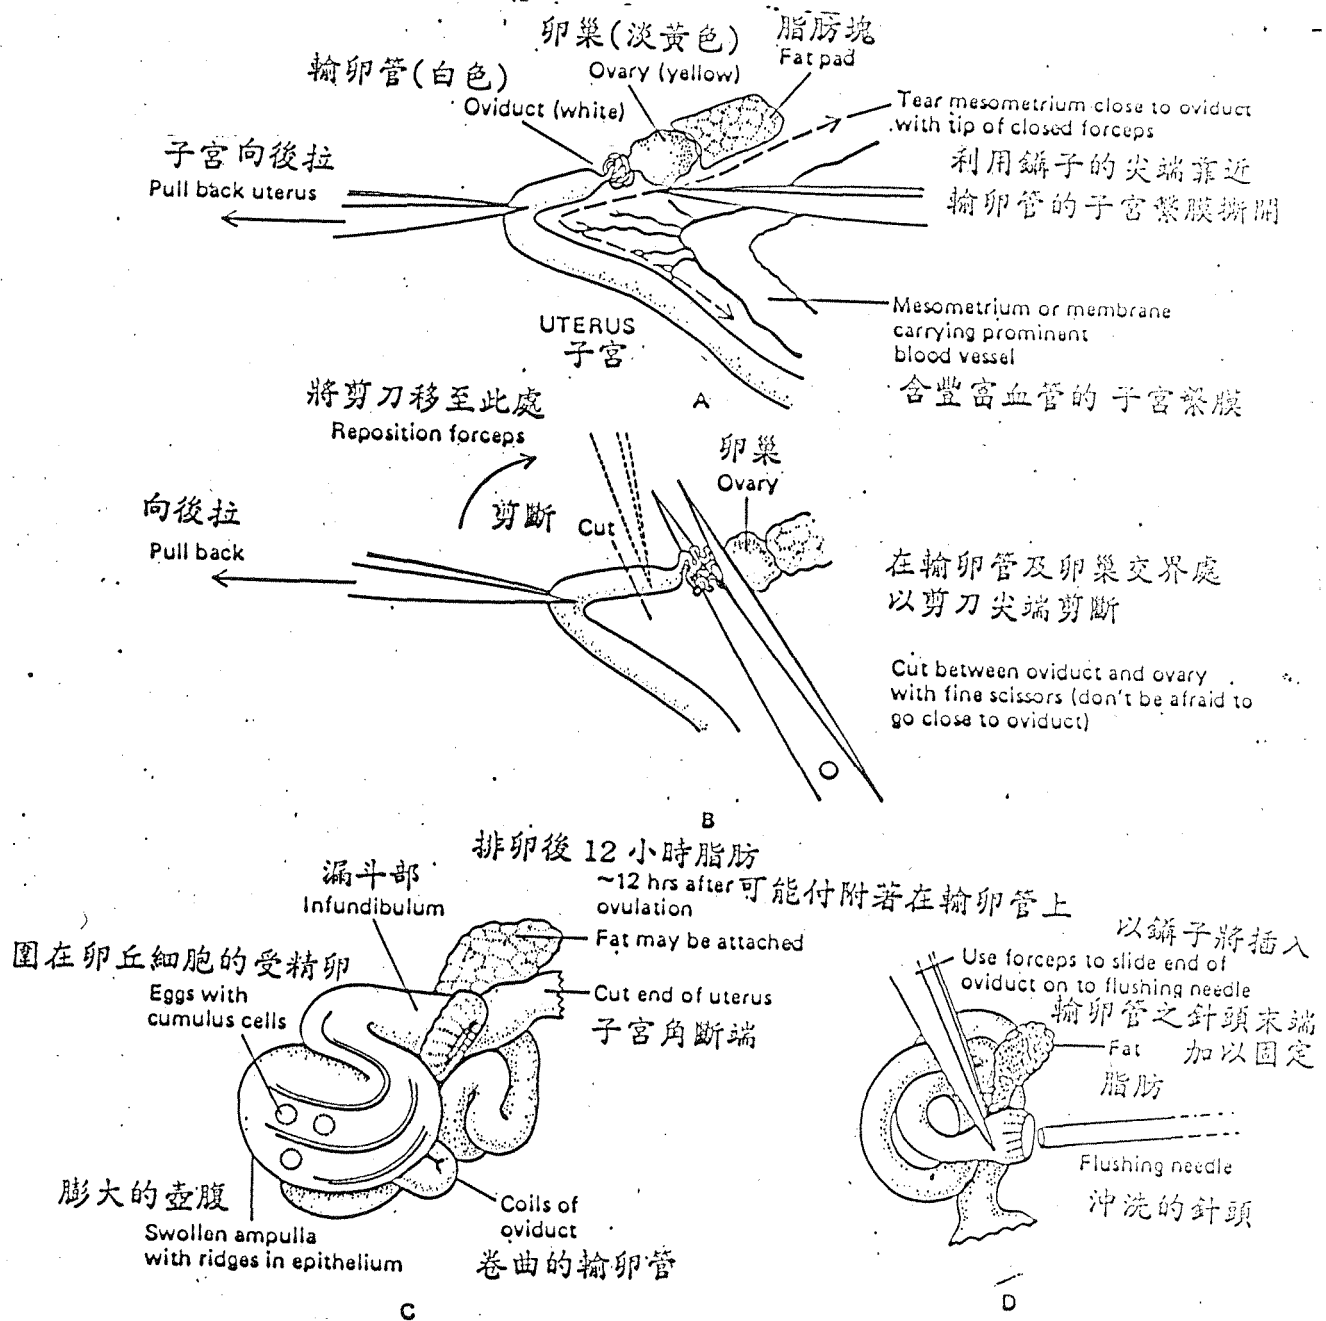 卵巢(淡黃色)
Ovary (yellow)
脂肪塊
Fat pad
輸卵管(白色)
Oviduct (white)
Tear mesometrium close to oviduct
with tip of closed forceps
利用鑷子的尖端靠近
輸卵管的子宮繫膜撕開
子宮向後拉
Pull back uterus
Mesometrium or membrane
carrying prominent
blood vessel
含豐富血管的子宮繫膜
UTERUS
子宮
A
將剪刀移至此處
Reposition forceps
卵巢
Ovary
剪斷
Cut
向後拉
Pull back
在輸卵管及卵巢交界處
以剪刀尖端剪斷
Cut between oviduct and ovary
with fine scissors (don't be afraid to
go close to oviduct)
B
排卵後 12 小時脂肪
可能付附著在輸卵管上
~12 hrs after
ovulation
Fat may be attached
漏斗部
Infundibulum
圍在卵丘細胞的受精卵
Eggs with
cumulus cells
Cut end of uterus
子宮角斷端
膨大的壺腹
Swollen ampulla
with ridges in epithelium
Coils of
oviduct
卷曲的輸卵管
C
以鑷子將插入
Use forceps to slide end of
oviduct on to flushing needle
輸卵管之針頭末端
加以固定
Fat
脂肪
Flushing needle
沖洗的針頭
D